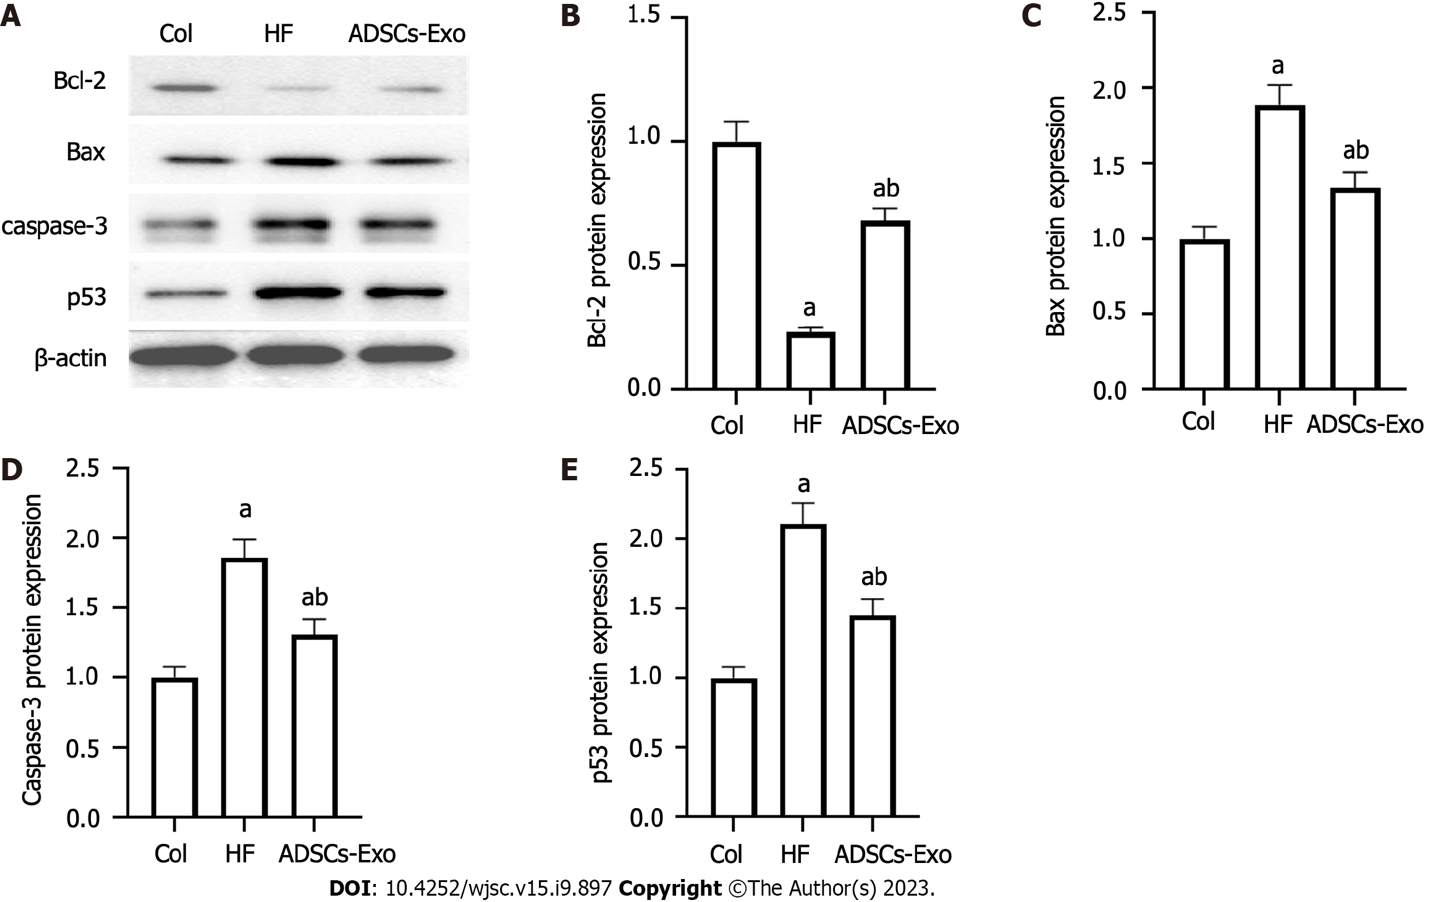 A
Col HF ADSCs-Exo
Bcl-2
Bax
caspase-3
p53
β-actin
B
Bcl-2 protein expression
1.5
1.0
0.5
0.0
a
ab
Col HF ADSCs-Exo
C
Bax protein expression
2.5
2.0
1.5
1.0
0.5
0.0
a
ab
Col HF ADSCs-Exo
D
Caspase-3 protein expression
2.5
2.0
1.5
1.0
0.5
0.0
a
ab
Col HF ADSCs-Exo
E
p53 protein expression
2.5
2.0
1.5
1.0
0.5
0.0
a
ab
Col HF ADSCs-Exo
DOI: 10.4252/wjsc.v15.i9.897 Copyright ©The Author(s) 2023.